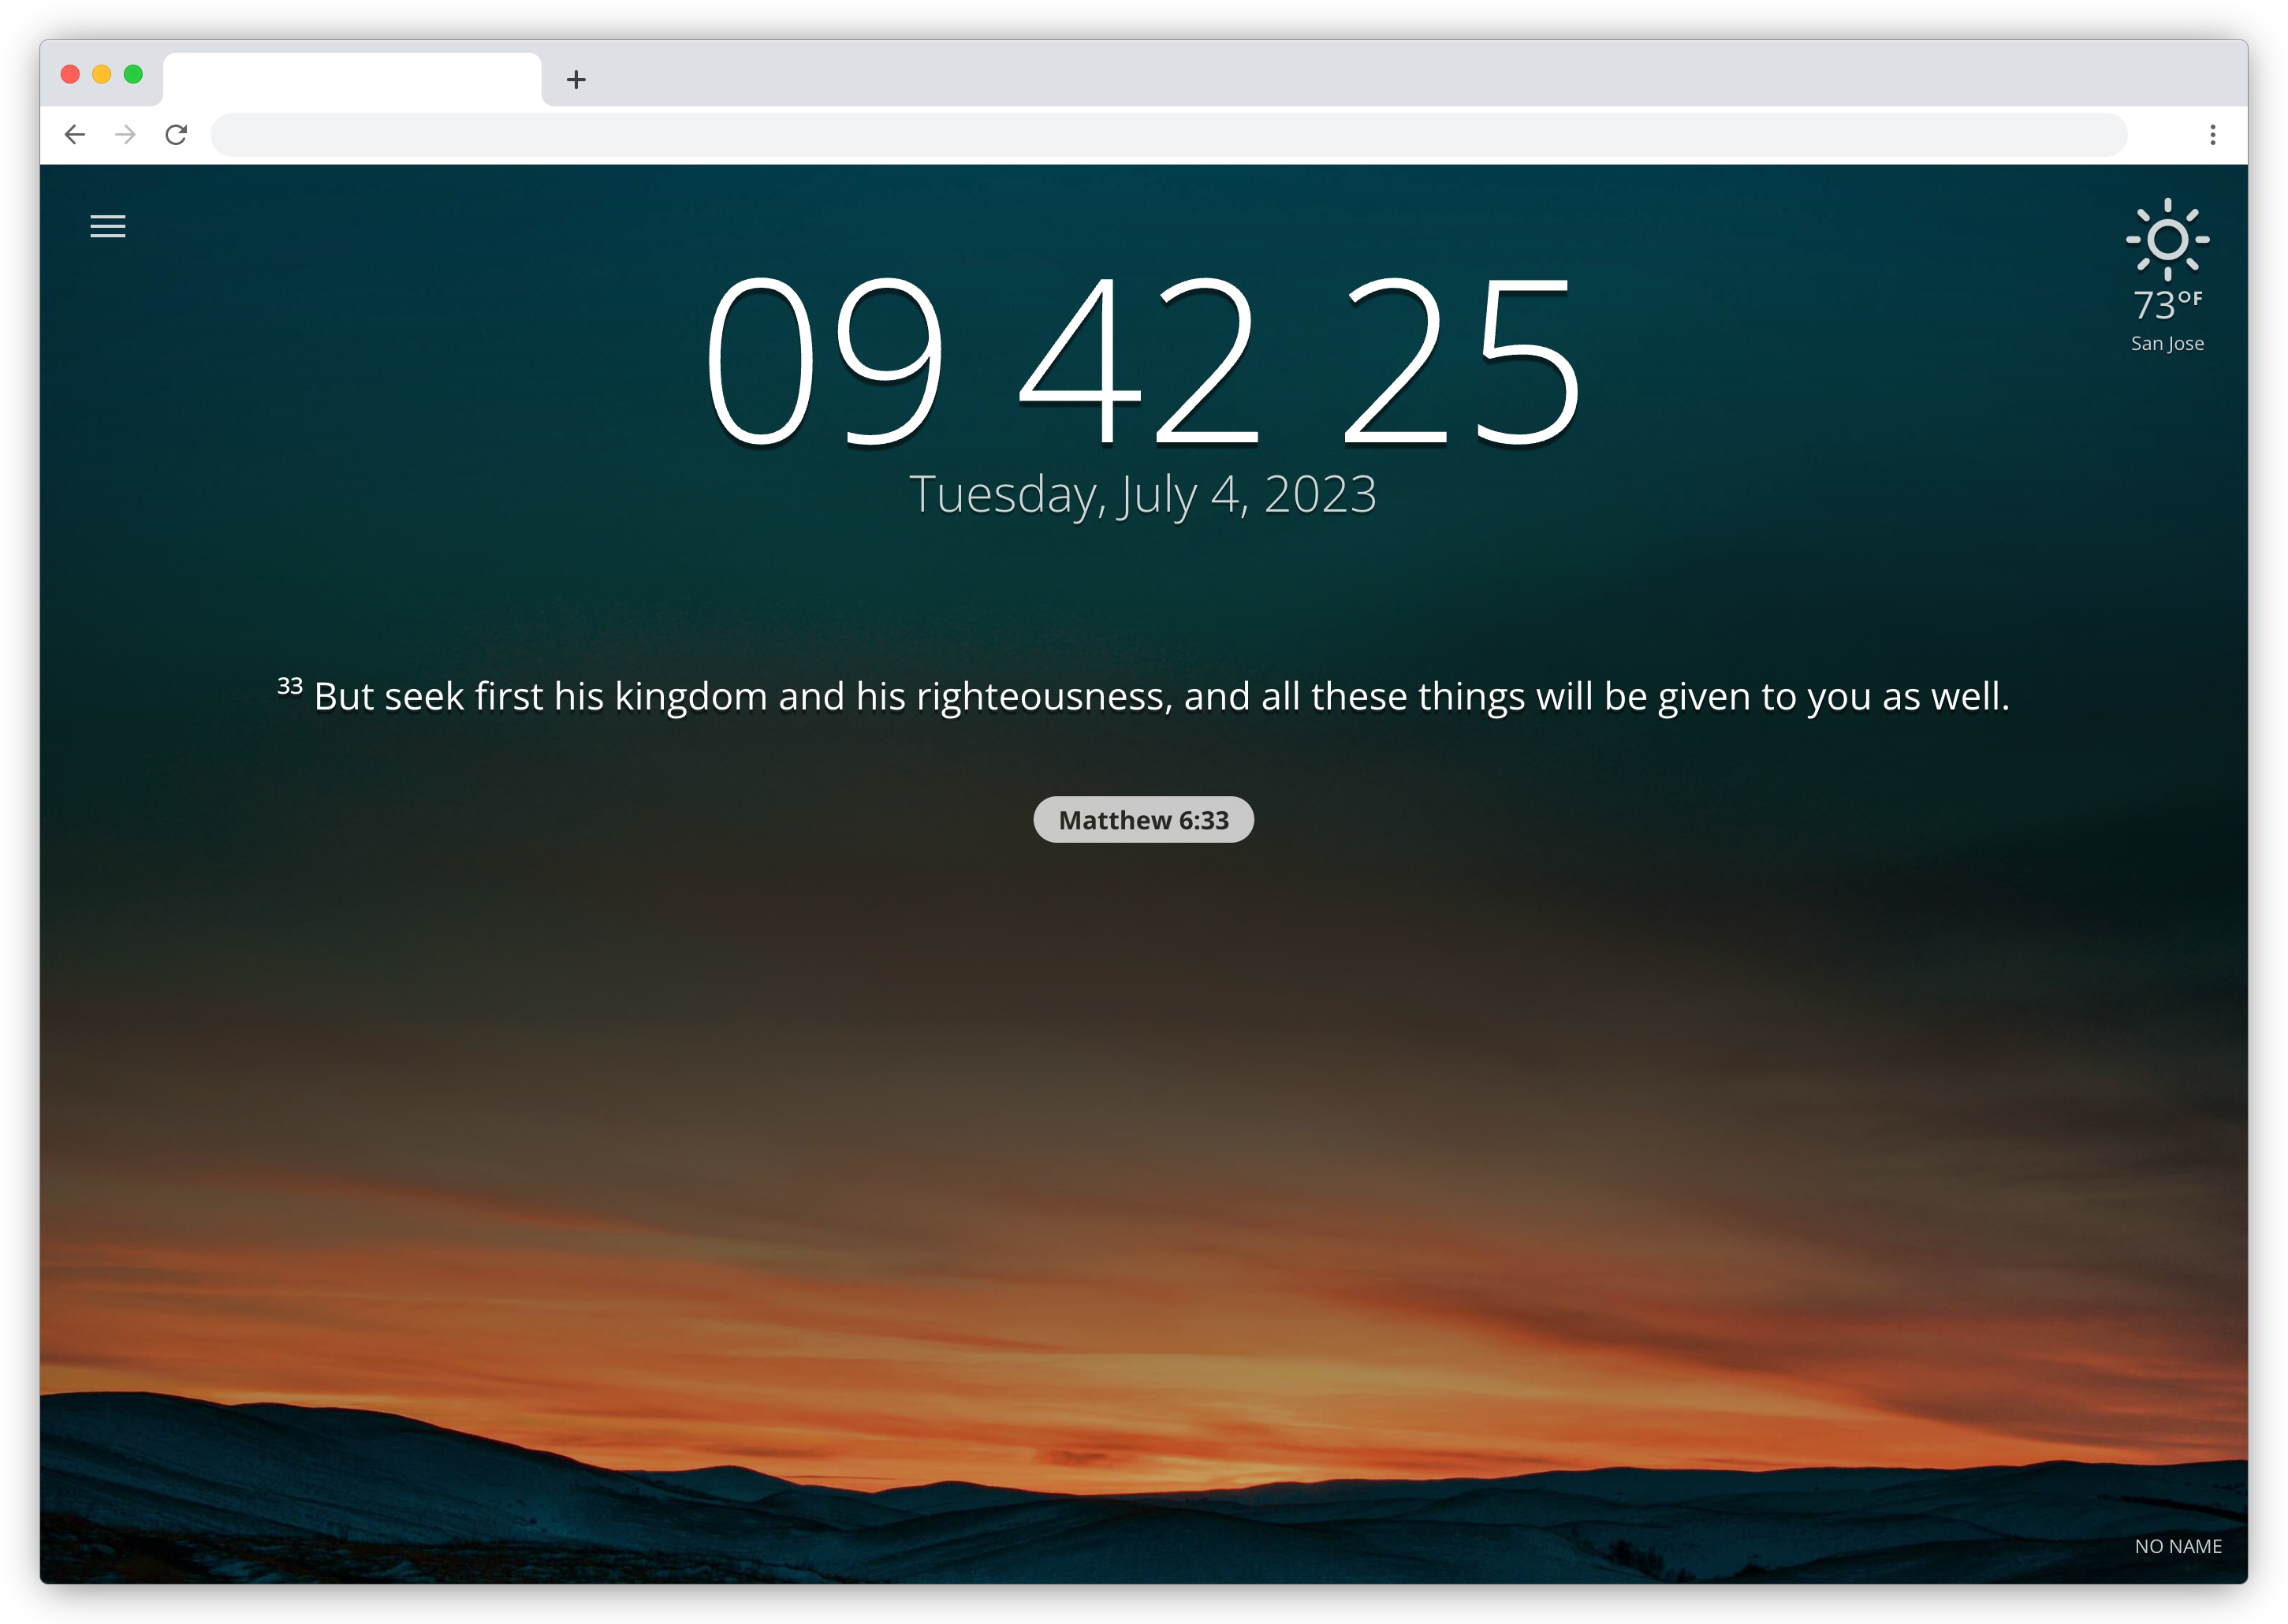 09 42 25
73°F
San Jose
Tuesday, July 4, 2023
33 But seek first his kingdom and his righteousness, and all these things will be given to you as well.
Matthew 6:33
NO NAME